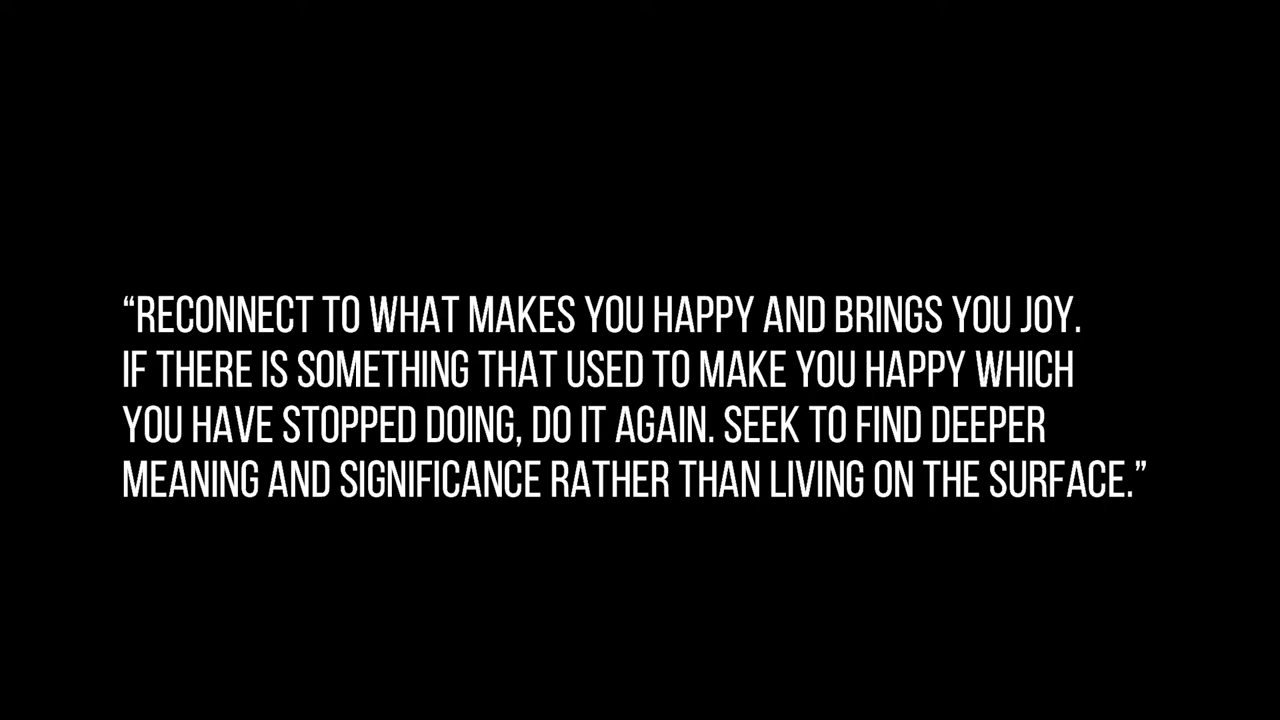 “RECONNECT TO WHAT MAKES YOU HAPPY AND BRINGS YOU JOY.
IF THERE IS SOMETHING THAT USED TO MAKE YOU HAPPY WHICH
YOU HAVE STOPPED DOING, DO IT AGAIN. SEEK TO FIND DEEPER
MEANING AND SIGNIFICANCE RATHER THAN LIVING ON THE SURFACE.”